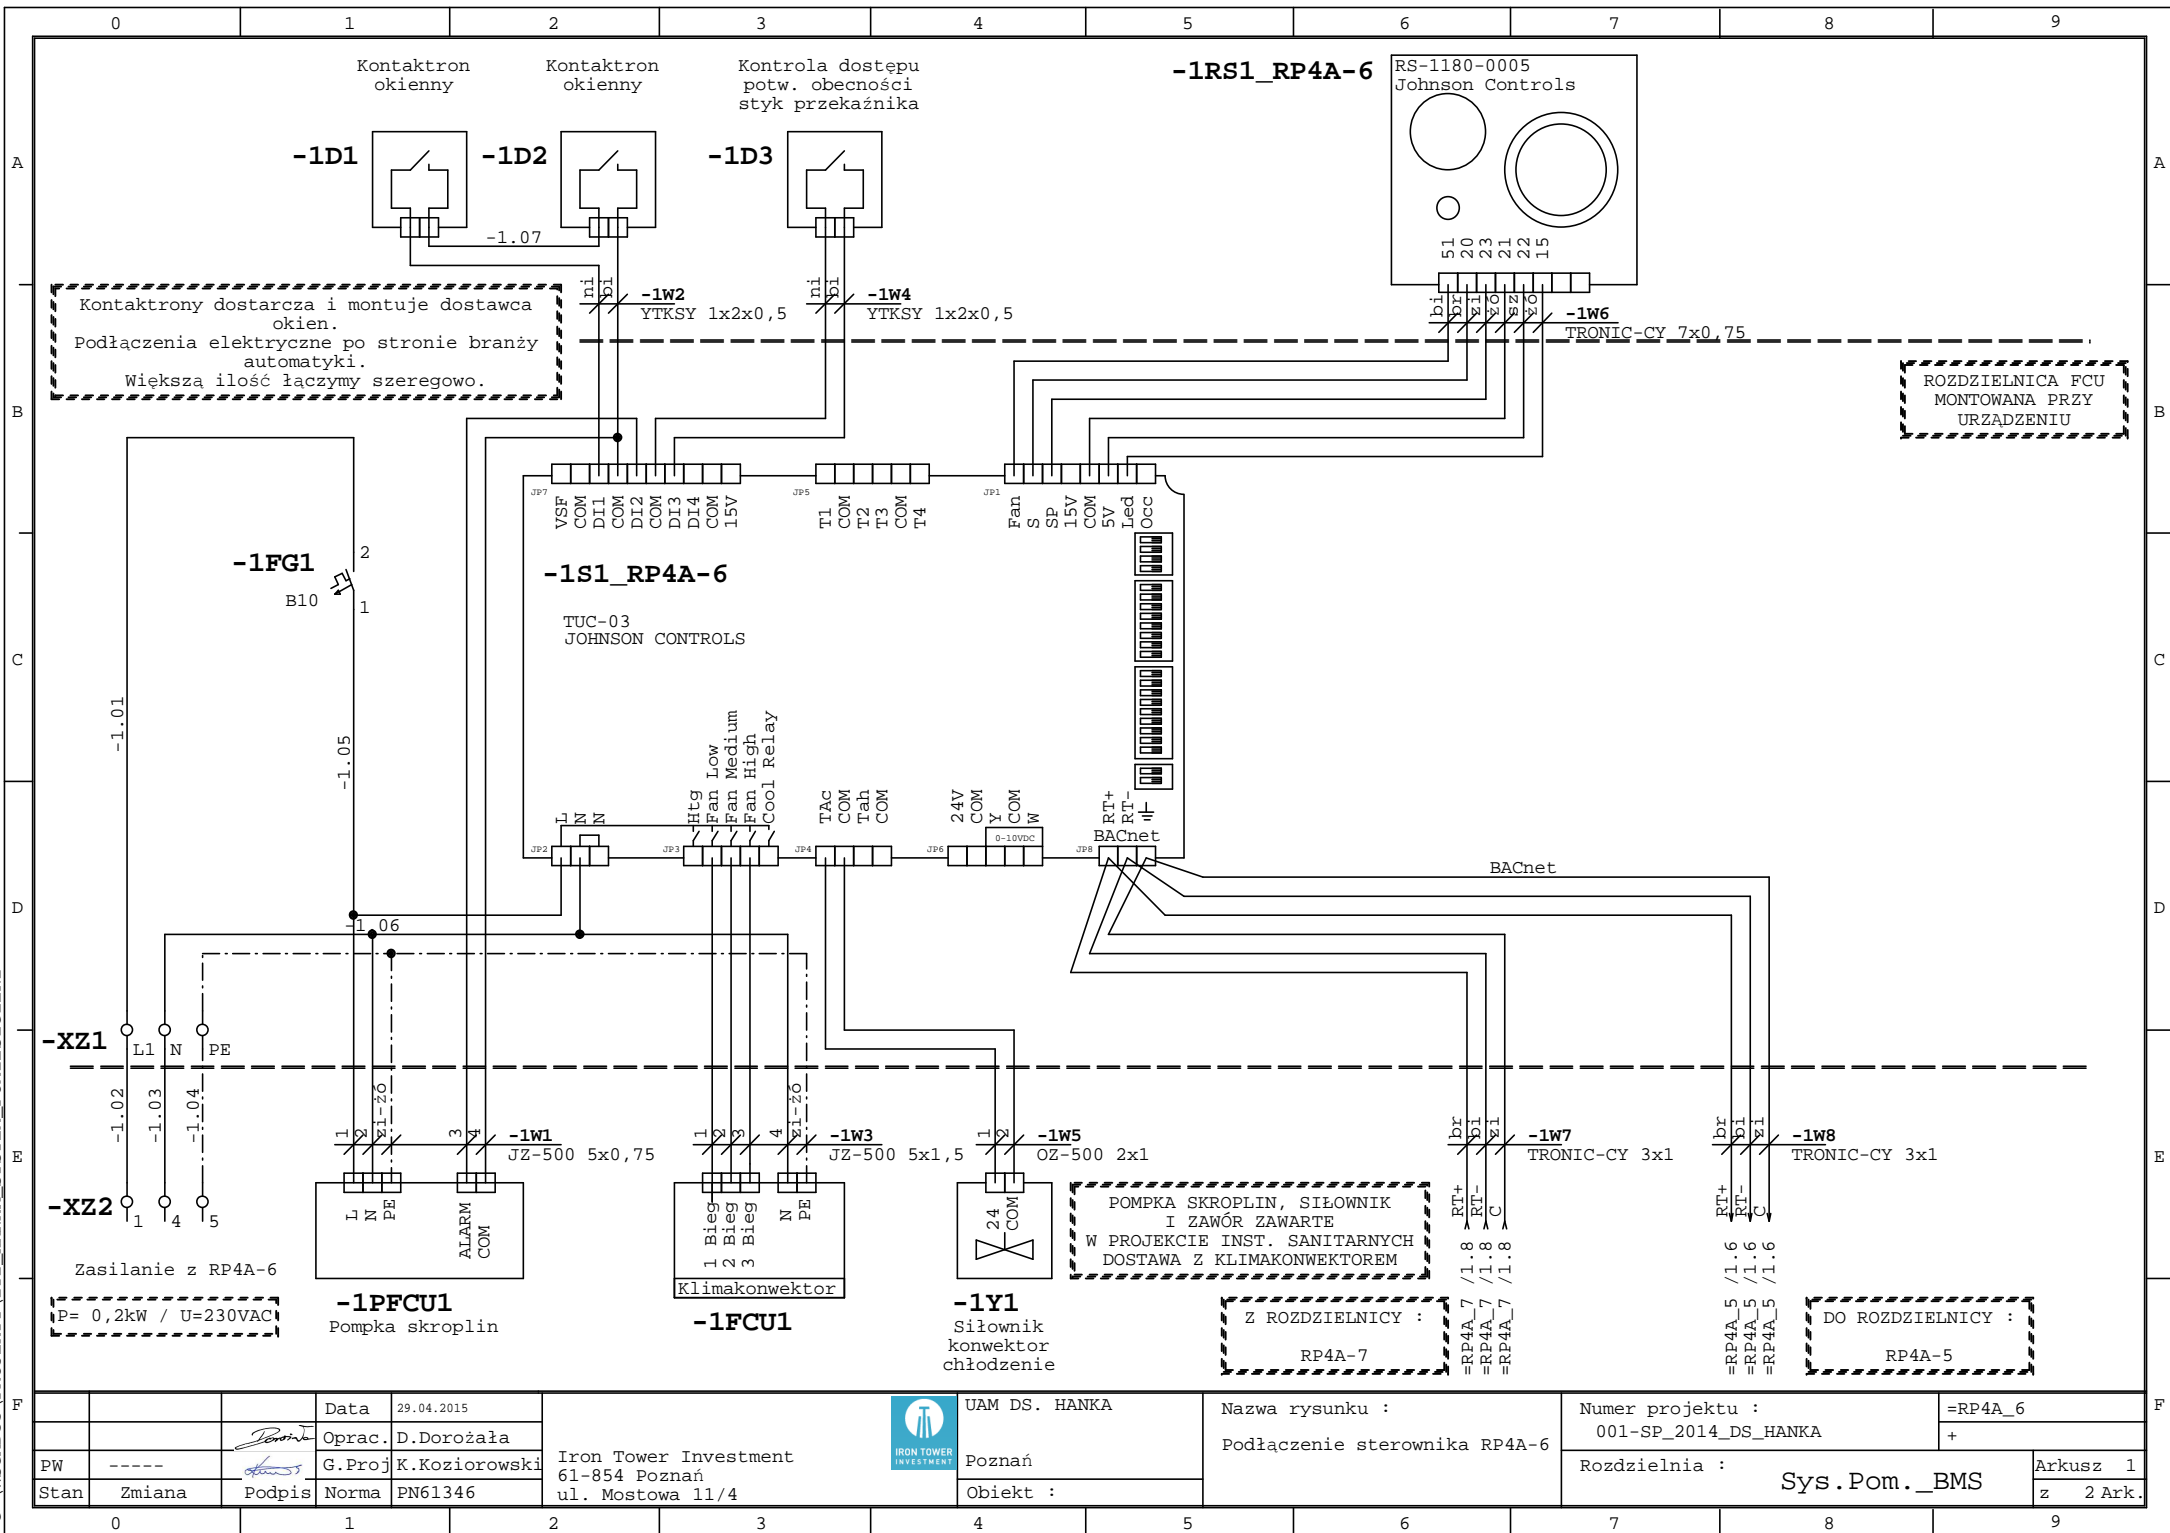 0 1 2 3 4 5 6 7 8 9
Kontaktron
okienny
Kontaktron
okienny
Kontrola dostępu
potw. obecności
styk przekaźnika
-1RS1_RP4A-6
RS-1180-0005
Johnson Controls
A
A
-1D1
-1D2
-1D3
-1.07
51 20 23 21 22 15
Kontaktrony dostarcza i montuje dostawca
okien.
Podłączenia elektryczne po stronie branży
automatyki.
Większą ilość łączymy szeregowo.
ni bi
-1W2
YTKSY 1x2x0,5
ni bi
-1W4
YTKSY 1x2x0,5
bi br zi żó sz żó
-1W6
TRONIC-CY 7x0,75
ROZDZIELNICA FCU
MONTOWANA PRZY
URZĄDZENIU
B
B
JP7
VSF COM DI1 COM DI2 COM DI3 DI4 COM 15V
JP5
T1 COM T2 T3 COM T4
JP1
Fan S SP 15V COM 5V Led Occ
-1FG1
B10
2
1
-1S1_RP4A-6
TUC-03
JOHNSON CONTROLS
C
C
-1.01
-1.05
L N N
JP2
Htg Fan Low Fan Medium Fan High Cool Relay
JP3
TAc COM Tah COM
JP4
24V COM Y COM W
0-10VDC
JP6
RT+ RT-
BACnet
JP8
BACnet
D
D
-1.06
-XZ1
L1 N PE
-1.02 -1.03 -1.04
1 2 zi-żó 3 4
-1W1
JZ-500 5x0,75
1 2 3 4 zi-żó
-1W3
JZ-500 5x1,5
1 2
-1W5
OZ-500 2x1
br bi zi
-1W7
TRONIC-CY 3x1
br bi zi
-1W8
TRONIC-CY 3x1
E
E
-XZ2
1 4 5
L N PE ALARM COM
1 Bieg 2 Bieg 3 Bieg N PE
24 COM
POMPKA SKROPLIN, SIŁOWNIK
I ZAWÓR ZAWARTE
W PROJEKCIE INST. SANITARNYCH
DOSTAWA Z KLIMAKONWEKTOREM
RT+ RT- C
RT+ RT- C
=RP4A_7 /1.8 =RP4A_7 /1.8 =RP4A_7 /1.8
=RP4A_5 /1.6 =RP4A_5 /1.6 =RP4A_5 /1.6
Zasilanie z RP4A-6
P= 0,2kW / U=230VAC
-1PFCU1
Pompka skroplin
Klimakonwektor
-1FCU1
-1Y1
Siłownik
konwektor
chłodzenie
Z ROZDZIELNICY :
RP4A-7
DO ROZDZIELNICY :
RP4A-5
F
F
Data 29.04.2015
Oprac. D.Dorożała
PW ----- G.Proj K.Koziorowski
Stan Zmiana Podpis Norma PN61346
Iron Tower Investment
61-854 Poznań
ul. Mostowa 11/4
IRON TOWER
INVESTMENT
UAM DS. HANKA
Poznań
Obiekt :
Nazwa rysunku :
Podłączenie sterownika RP4A-6
Numer projektu :
001-SP_2014_DS_HANKA
Rozdzielnia :
Sys.Pom._BMS
=RP4A_6
+
Arkusz 1
z 2 Ark.
0 1 2 3 4 5 6 7 8 9